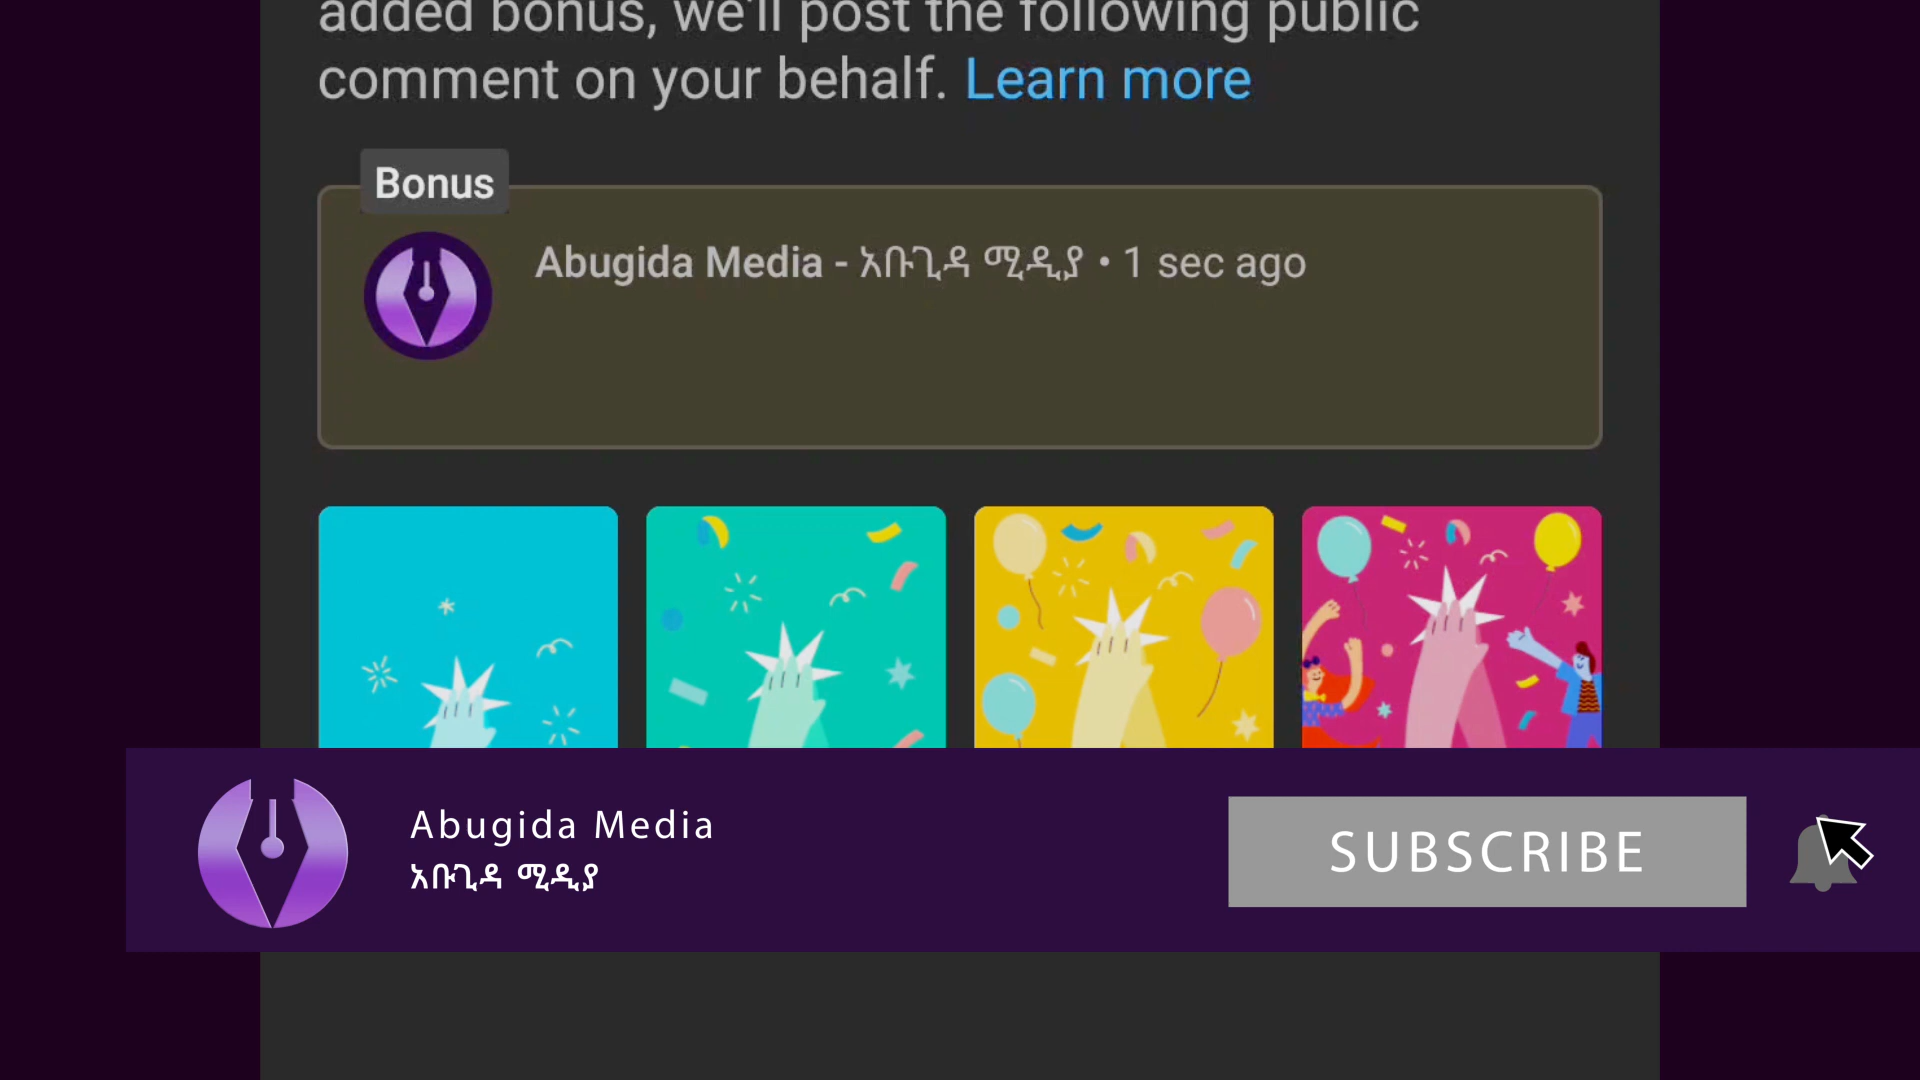 added bonus, we'll post the following public
comment on your behalf. Learn more
Bonus
Abugida Media - አቡጊዳ ሚዲያ • 1 sec ago
Abugida Media
አቡጊዳ ሚዲያ
SUBSCRIBE